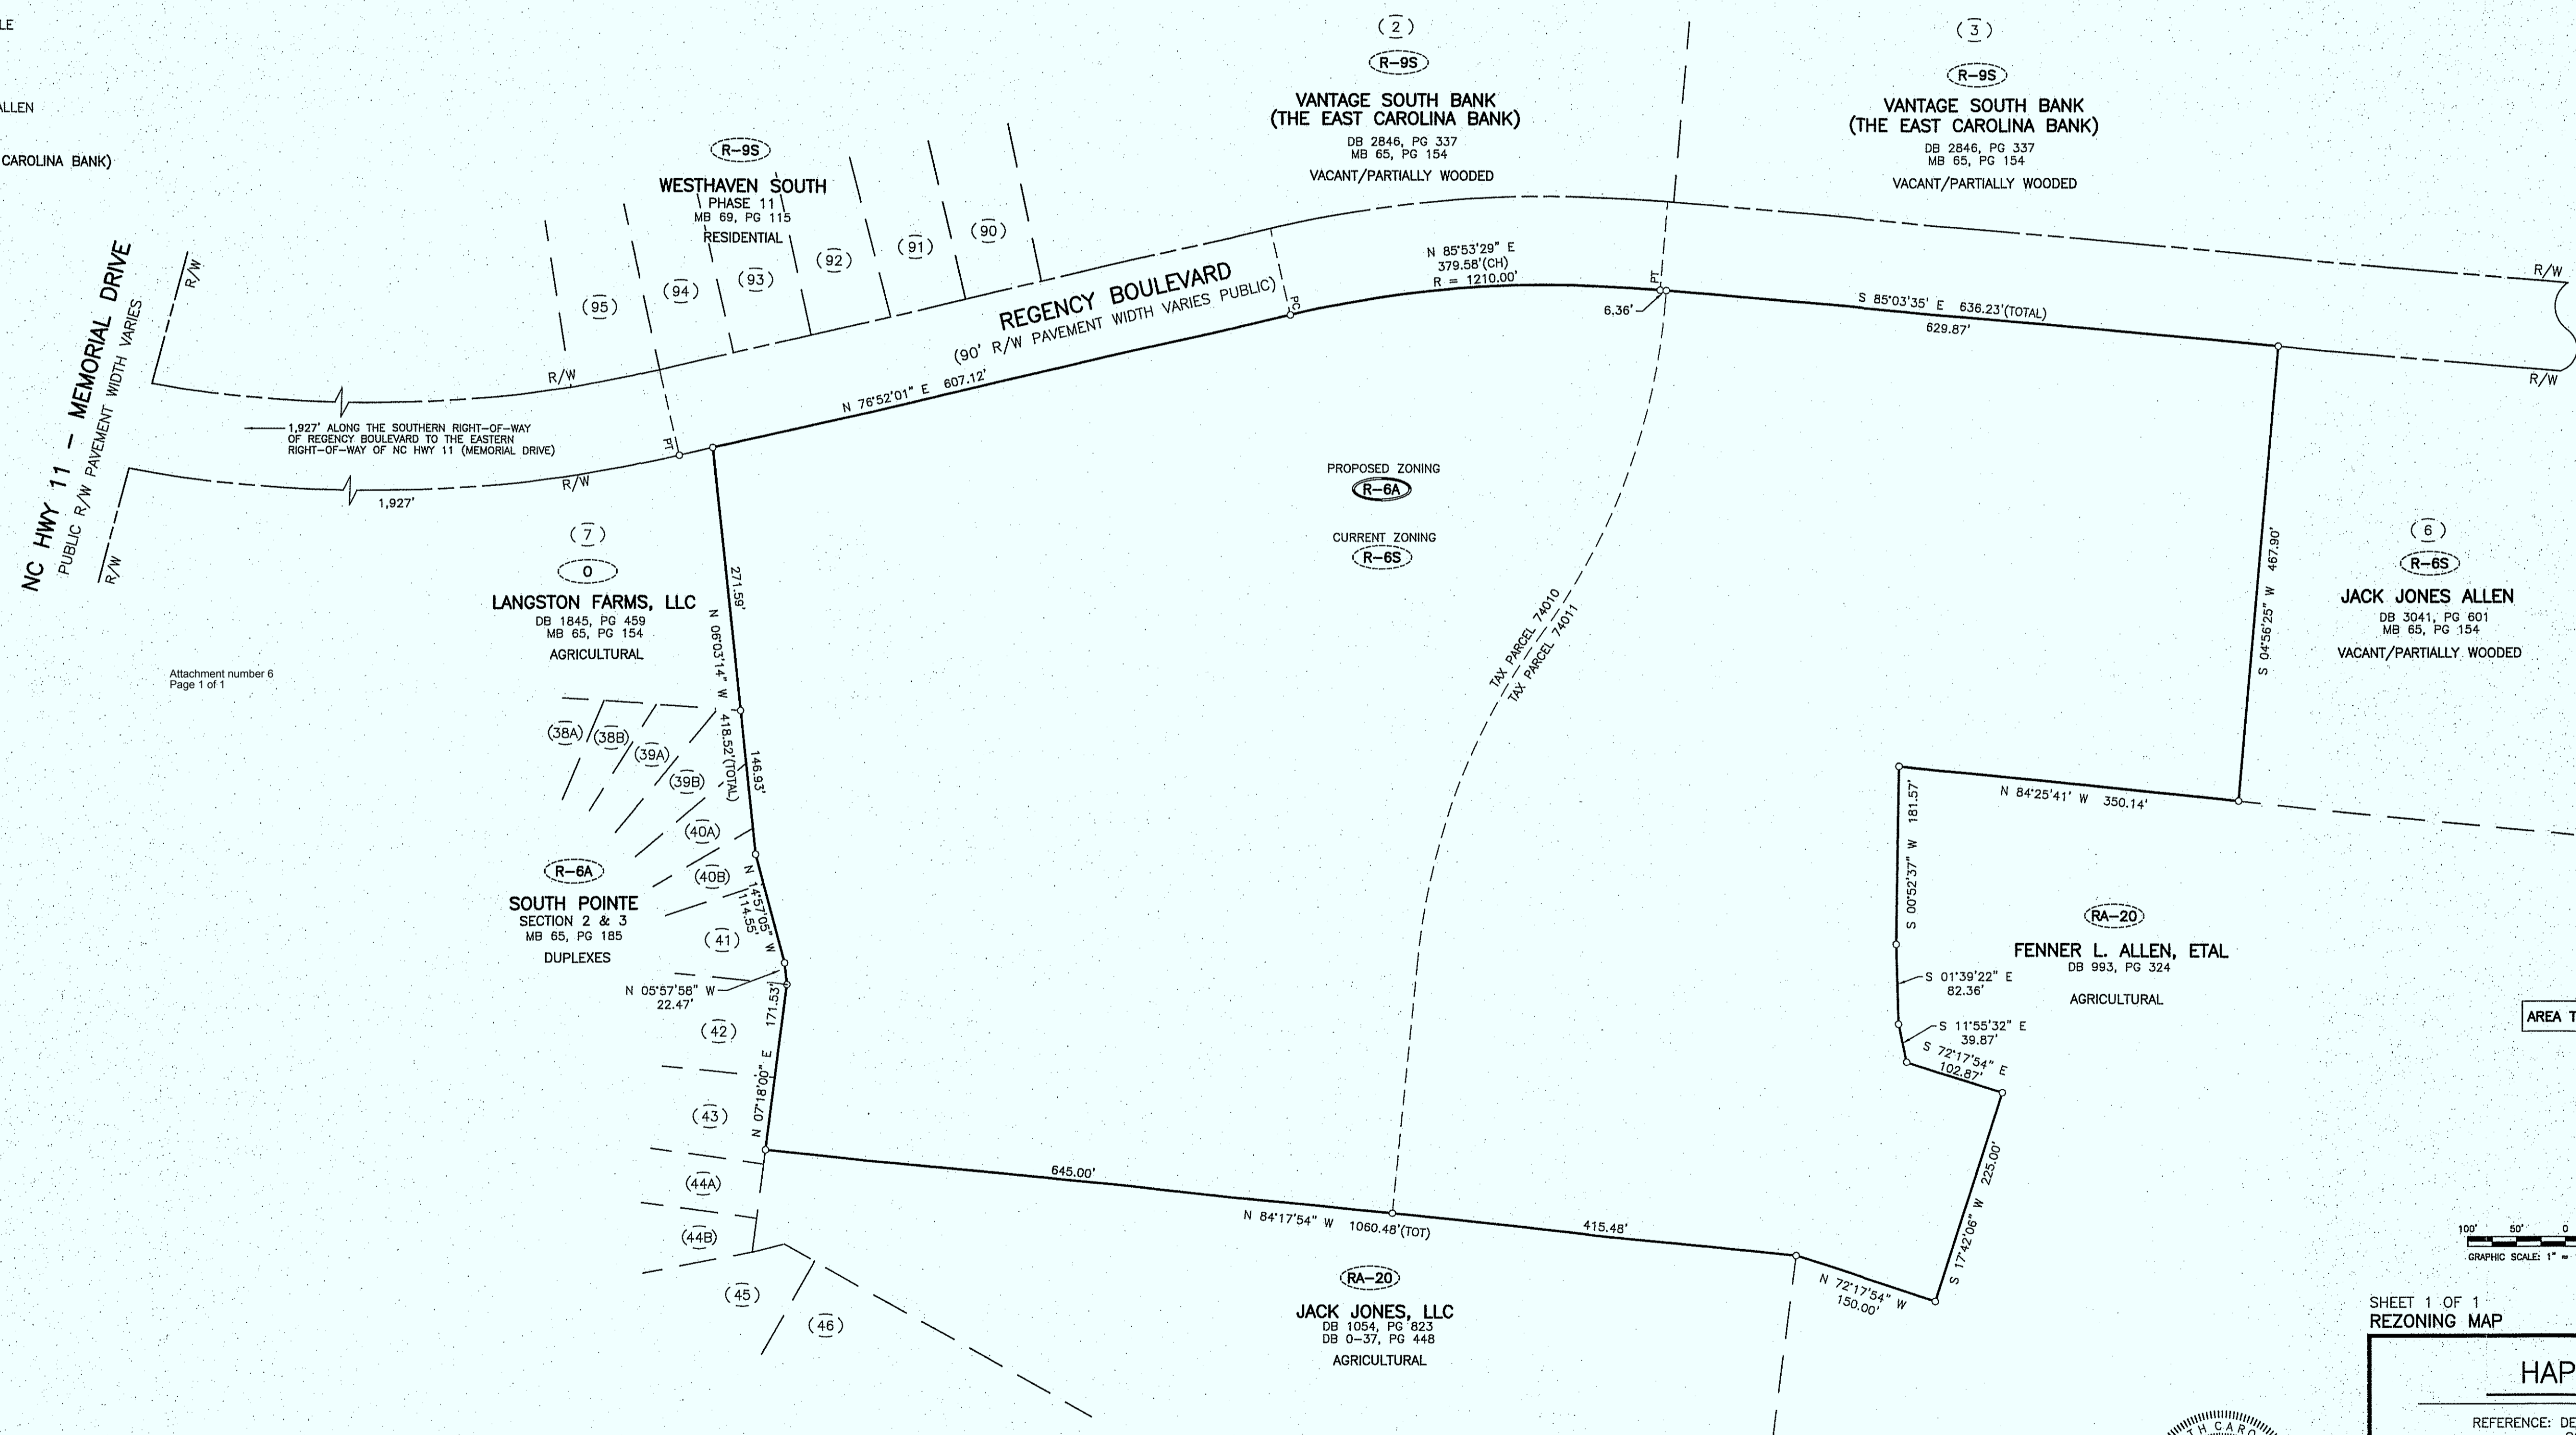 LE
ALLEN
CAROLINA BANK)
NC HWY 11 - MEMORIAL DRIVE
PUBLIC R/W PAVEMENT WIDTH VARIES
R/W
R/W
R-9S
WESTHAVEN SOUTH
PHASE 11
MB 69, PG 115
RESIDENTIAL
(95)
(94)
(93)
(92)
(91)
(90)
(2)
R-9S
VANTAGE SOUTH BANK
(THE EAST CAROLINA BANK)
DB 2846, PG 337
MB 65, PG 154
VACANT/PARTIALLY WOODED
(3)
R-9S
VANTAGE SOUTH BANK
(THE EAST CAROLINA BANK)
DB 2846, PG 337
MB 65, PG 154
VACANT/PARTIALLY WOODED
R/W
R/W
R/W
R/W
REGENCY BOULEVARD
(90' R/W PAVEMENT WIDTH VARIES PUBLIC)
PT
PC
PT
1,927' ALONG THE SOUTHERN RIGHT-OF-WAY
OF REGENCY BOULEVARD TO THE EASTERN
RIGHT-OF-WAY OF NC HWY 11 (MEMORIAL DRIVE)
1,927'
N 76°52'01" E 607.12'
N 85°53'29" E
379.58'(CH)
R = 1210.00'
6.36'
S 85°03'35' E 636.23'(TOTAL)
629.87'
PROPOSED ZONING
R-6A
CURRENT ZONING
R-6S
TAX PARCEL 74010
TAX PARCEL 74011
(7)
O
LANGSTON FARMS, LLC
DB 1845, PG 459
MB 65, PG 154
AGRICULTURAL
Attachment number 6
Page 1 of 1
271.59'
N 06°03'14" W 418.52'(TOTAL)
146.93'
(38A)
(38B)
(39A)
(39B)
(40A)
(40B)
(41)
(42)
(43)
(44A)
(44B)
(45)
(46)
R-6A
SOUTH POINTE
SECTION 2 & 3
MB 65, PG 185
DUPLEXES
N 14°57'05" W
114.55'
N 05°57'58" W
22.47'
N 07°18'00" E 171.53'
645.00'
N 84°17'54" W 1060.48'(TOT)
415.48'
RA-20
JACK JONES, LLC
DB 1054, PG 823
DB O-37, PG 448
AGRICULTURAL
N 72°17'54" W
150.00'
S 17°42'06" W 225.00'
S 72°17'54" E
102.87'
S 11°55'32" E
39.87'
S 01°39'22" E
82.36'
S 00°52'37" W 181.57'
N 84°25'41' W 350.14'
S 04°56'25" W 467.90'
(6)
R-6S
JACK JONES ALLEN
DB 3041, PG 601
MB 65, PG 154
VACANT/PARTIALLY WOODED
RA-20
FENNER L. ALLEN, ETAL
DB 993, PG 324
AGRICULTURAL
AREA T
100' 50' 0
GRAPHIC SCALE: 1" =
SHEET 1 OF 1
REZONING MAP
HAP
REFERENCE: DE
TH CARO